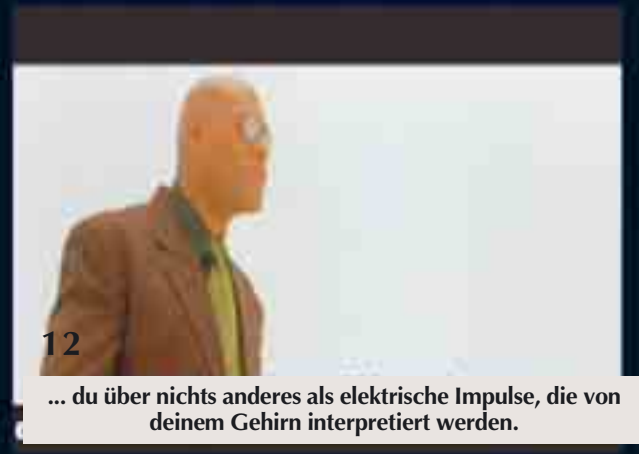 12
... du über nichts anderes als elektrische Impulse, die von
deinem Gehirn interpretiert werden.